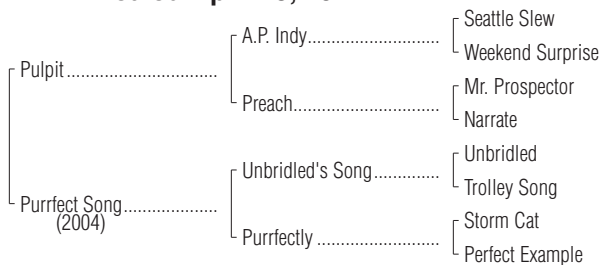 Seattle Slew
A.P. Indy
Weekend Surprise
Pulpit
Mr. Prospector
Preach
Narrate
Unbridled
Unbridled's Song
Trolley Song
Purrfect Song
(2004)
Storm Cat
Purrfectly
Perfect Example